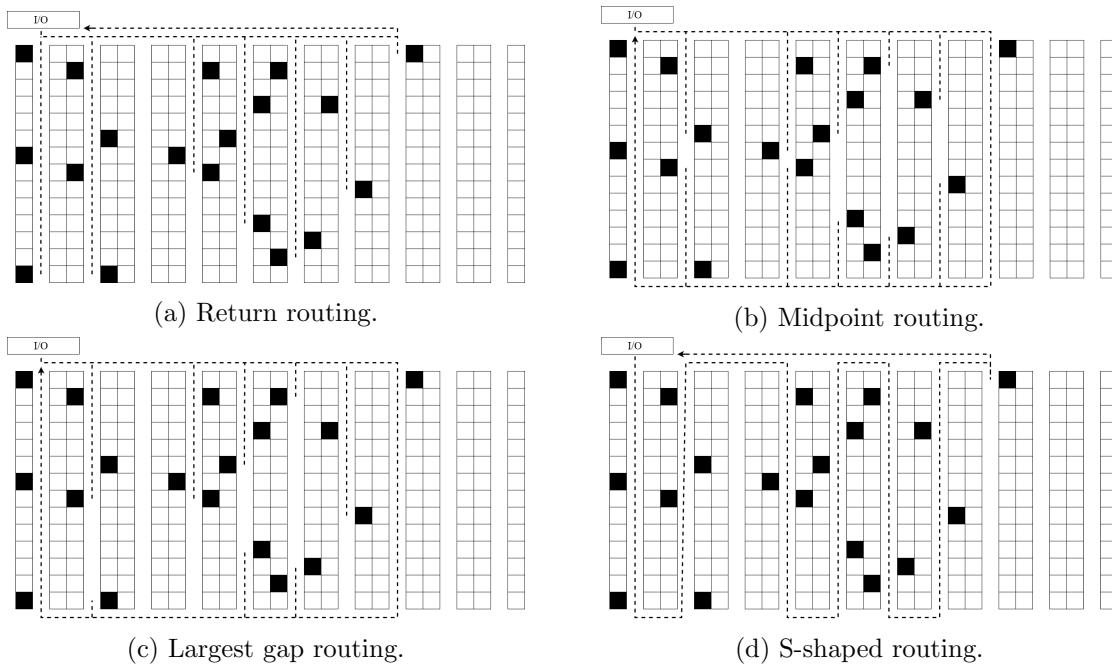 I/O
I/O
(a) Return routing.
(b) Midpoint routing.
I/O
I/O
(c) Largest gap routing.
(d) S-shaped routing.